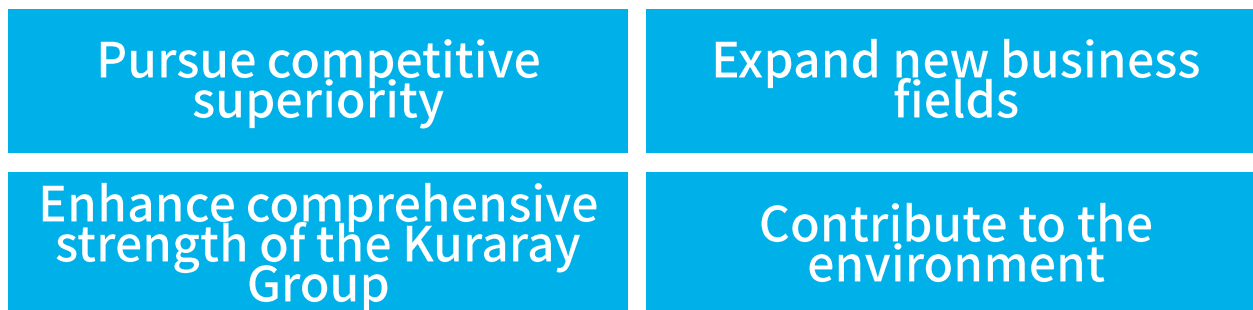 Pursue competitive
superiority
Expand new business
fields
Enhance comprehensive
strength of the Kuraray
Group
Contribute to the
environment